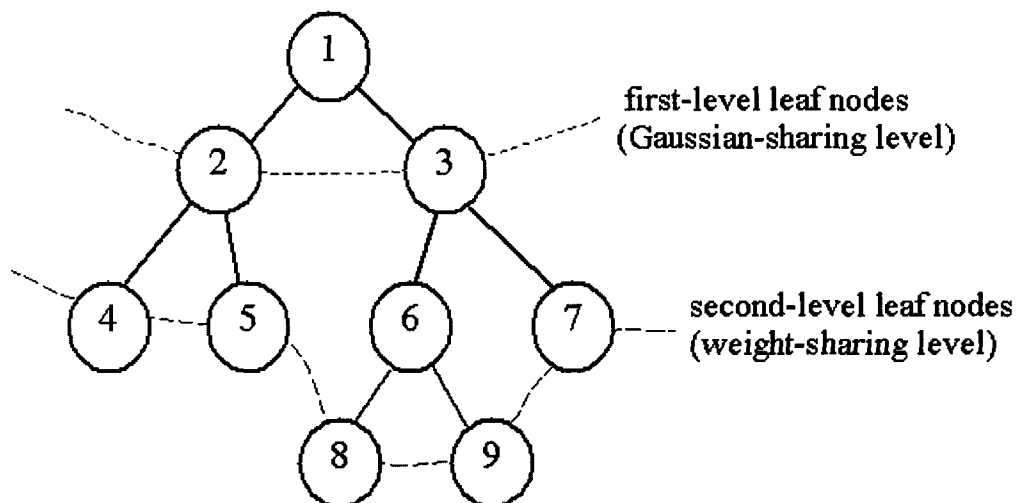 1
first-level leaf nodes
(Gaussian-sharing level)
2
3
4
5
6
7
second-level leaf nodes
(weight-sharing level)
8
9